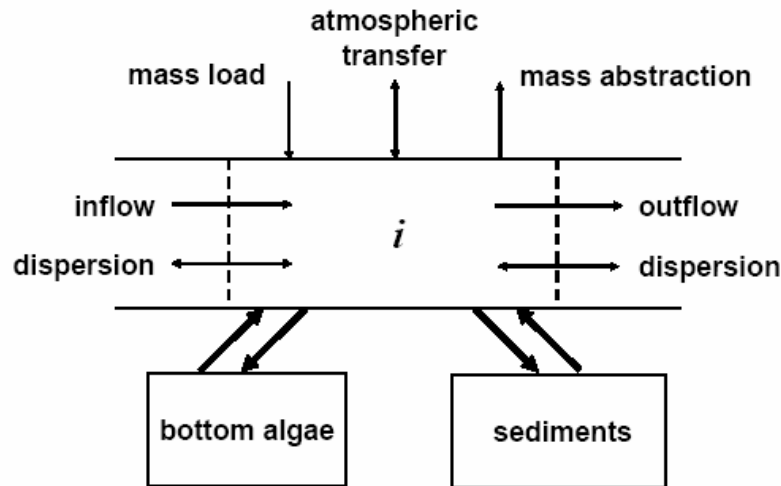 atmospheric
transfer
mass load
mass abstraction
inflow
i
outflow
dispersion
dispersion
bottom algae
sediments